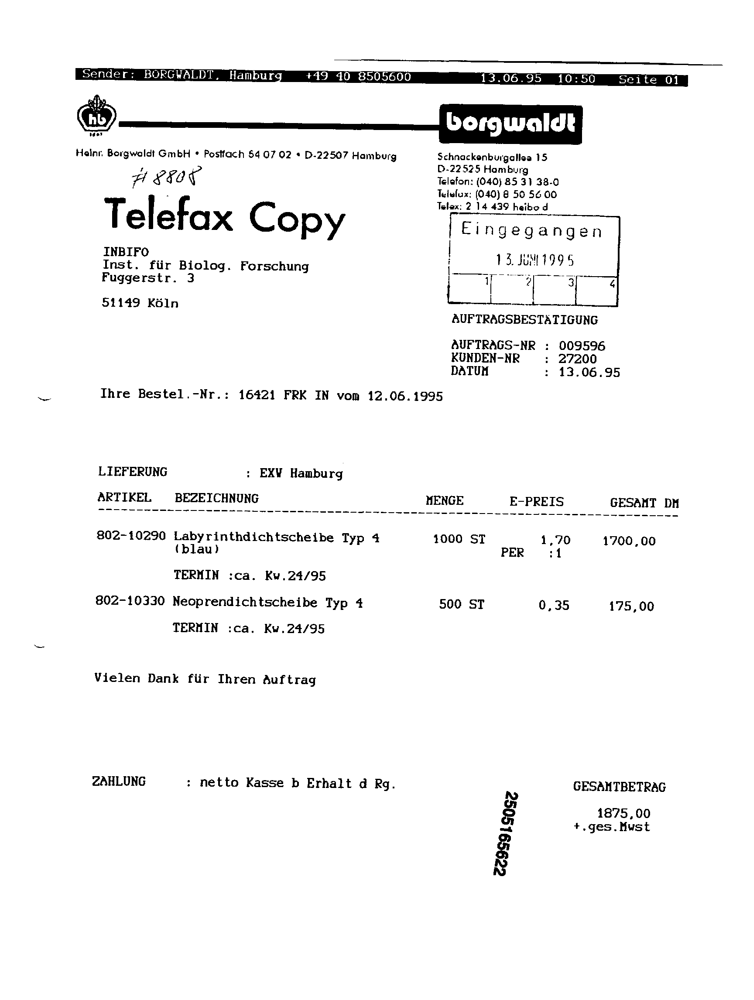 Sender: BORGWALDT, Hamburg +49 40 8505600 13.06.95 10:50 Seite 01
hb
borgwaldt
Heinr. Borgwaldt GmbH • Postfach 54 07 02 • D-22507 Hamburg
Schnackenburgallee 15
D-22525 Hamburg
Telefon: (040) 85 31 38-0
Telefax: (040) 8 50 56 00
Telex: 2 14 439 heibo d
# 8808
Telefax Copy
Eingegangen
13. JUNI 1995
1 2 3 4
INBIFO
Inst. für Biolog. Forschung
Fuggerstr. 3
51149 Köln
AUFTRAGSBESTÄTIGUNG
AUFTRAGS-NR : 009596
KUNDEN-NR : 27200
DATUM : 13.06.95
Ihre Bestel.-Nr.: 16421 FRK IN vom 12.06.1995
LIEFERUNG : EXW Hamburg
ARTIKEL BEZEICHNUNG MENGE E-PREIS GESAMT DM
802-10290 Labyrinthdichtscheibe Typ 4 1000 ST 1,70 1700,00
(blau) PER :1
TERMIN :ca. Kw.24/95
802-10330 Neoprendichtscheibe Typ 4 500 ST 0,35 175,00
TERMIN :ca. Kw.24/95
Vielen Dank für Ihren Auftrag
ZAHLUNG : netto Kasse b Erhalt d Rg.
GESAMTBETRAG
1875,00
+.ges.Mwst
2505165622